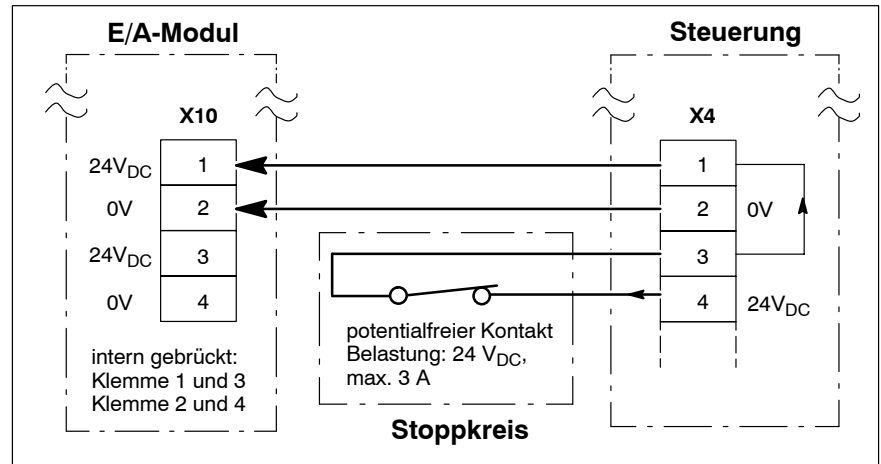 E/A-Modul
Steuerung
X10
X4
24VDC 1
0V 2
24VDC 3
0V 4
1
2 0V
3
4 24VDC
intern gebrückt:
Klemme 1 und 3
Klemme 2 und 4
potentialfreier Kontakt
Belastung: 24 VDC,
max. 3 A
Stoppkreis